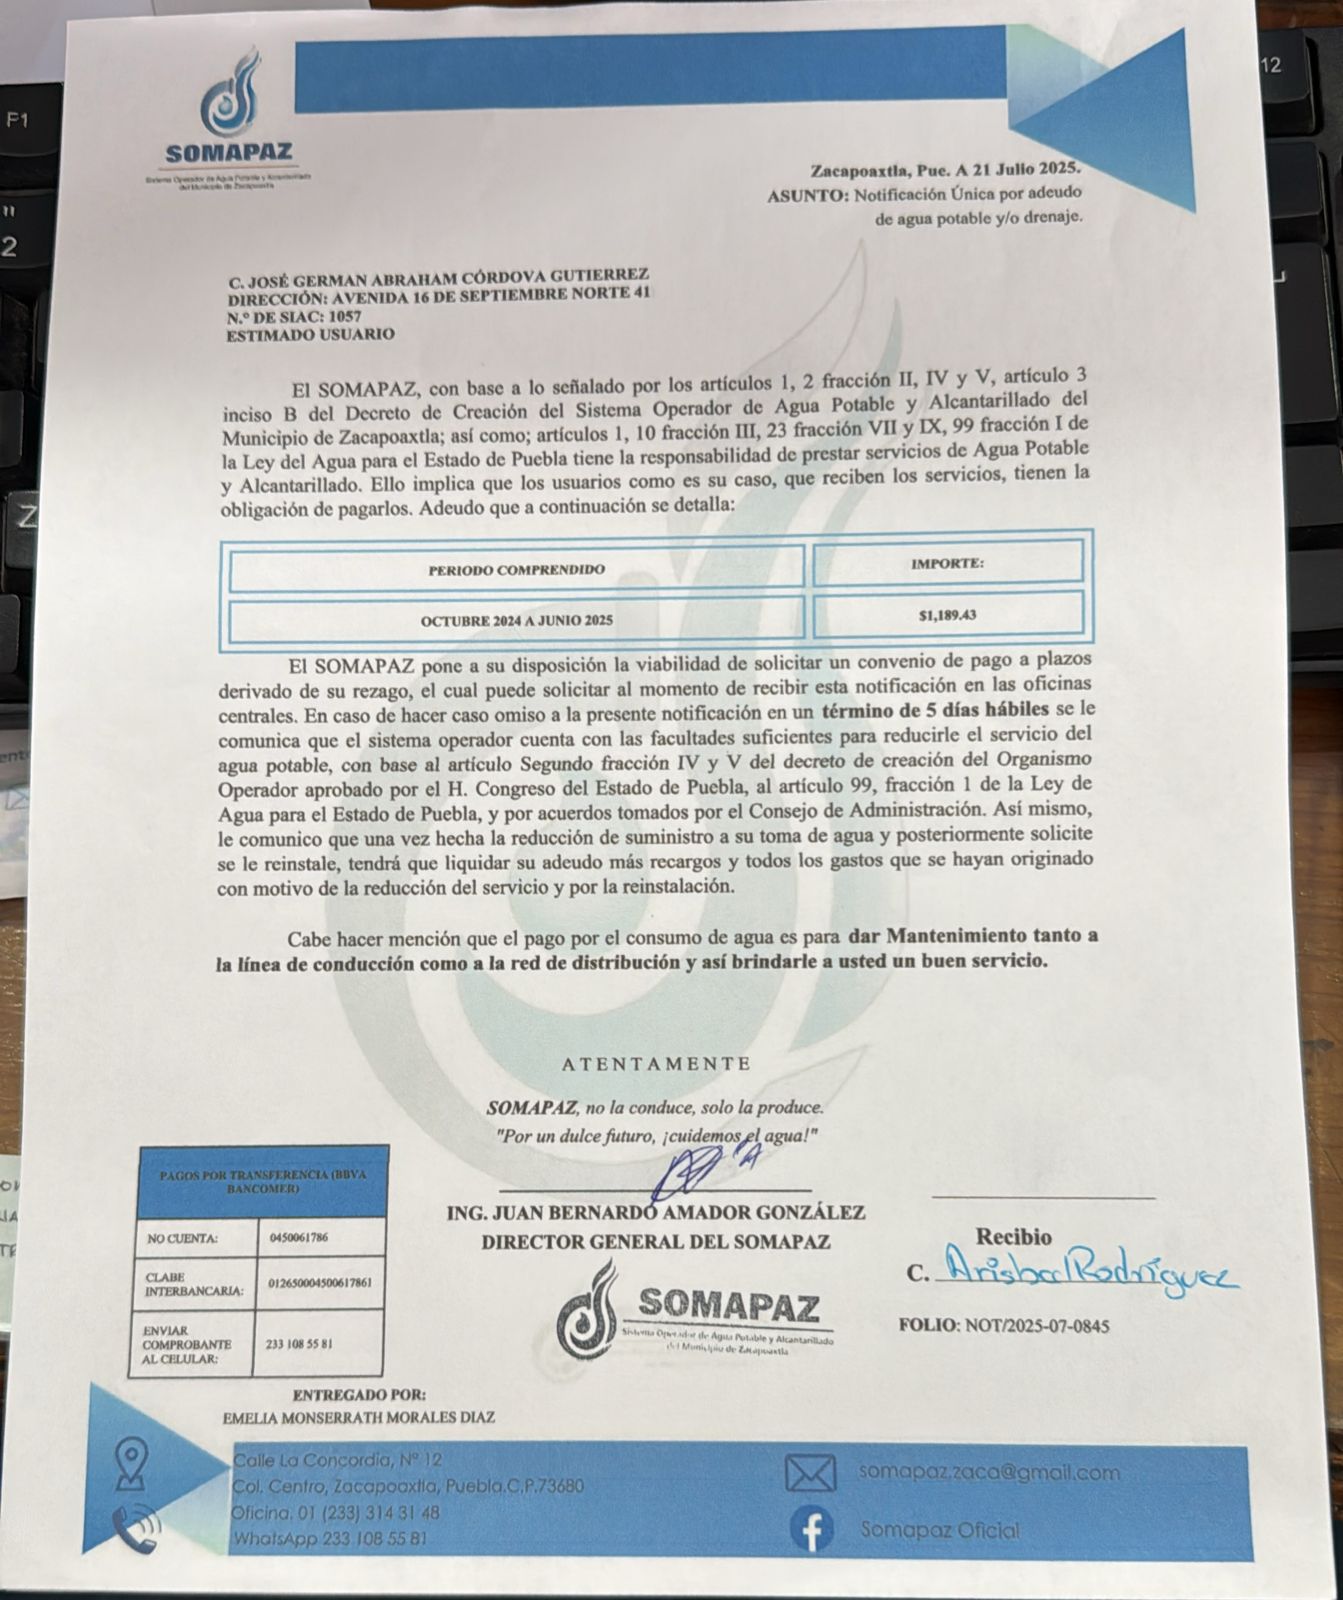 SOMAPAZ
Sistema Operador de Agua Potable y Alcantarillado
del Municipio de Zacapoaxtla
Zacapoaxtla, Pue. A 21 Julio 2025.
ASUNTO: Notificación Única por adeudo
de agua potable y/o drenaje.
C. JOSÉ GERMAN ABRAHAM CÓRDOVA GUTIERREZ
DIRECCIÓN: AVENIDA 16 DE SEPTIEMBRE NORTE 41
N.º DE SIAC: 1057
ESTIMADO USUARIO
El SOMAPAZ, con base a lo señalado por los artículos 1, 2 fracción II, IV y V, artículo 3
inciso B del Decreto de Creación del Sistema Operador de Agua Potable y Alcantarillado del
Municipio de Zacapoaxtla; así como; artículos 1, 10 fracción III, 23 fracción VII y IX, 99 fracción I de
la Ley del Agua para el Estado de Puebla tiene la responsabilidad de prestar servicios de Agua Potable
y Alcantarillado. Ello implica que los usuarios como es su caso, que reciben los servicios, tienen la
obligación de pagarlos. Adeudo que a continuación se detalla:
PERIODO COMPRENDIDO
IMPORTE:
OCTUBRE 2024 A JUNIO 2025
$1,189.43
El SOMAPAZ pone a su disposición la viabilidad de solicitar un convenio de pago a plazos
derivado de su rezago, el cual puede solicitar al momento de recibir esta notificación en las oficinas
centrales. En caso de hacer caso omiso a la presente notificación en un término de 5 días hábiles se le
comunica que el sistema operador cuenta con las facultades suficientes para reducirle el servicio del
agua potable, con base al artículo Segundo fracción IV y V del decreto de creación del Organismo
Operador aprobado por el H. Congreso del Estado de Puebla, al artículo 99, fracción 1 de la Ley de
Agua para el Estado de Puebla, y por acuerdos tomados por el Consejo de Administración. Así mismo,
le comunico que una vez hecha la reducción de suministro a su toma de agua y posteriormente solicite
se le reinstale, tendrá que liquidar su adeudo más recargos y todos los gastos que se hayan originado
con motivo de la reducción del servicio y por la reinstalación.
Cabe hacer mención que el pago por el consumo de agua es para dar Mantenimiento tanto a
la línea de conducción como a la red de distribución y así brindarle a usted un buen servicio.
ATENTAMENTE
SOMAPAZ, no la conduce, solo la produce.
"Por un dulce futuro, ¡cuidemos el agua!"
ING. JUAN BERNARDO AMADOR GONZÁLEZ
DIRECTOR GENERAL DEL SOMAPAZ
SOMAPAZ
Sistema Operador de Agua Potable y Alcantarillado
del Municipio de Zacapoaxtla
Recibio
C. Arisbed Rodríguez
FOLIO: NOT/2025-07-0845
PAGOS POR TRANSFERENCIA (BBVA
BANCOMER)
NO CUENTA:
0450061786
CLABE
INTERBANCARIA:
012650004500617861
ENVIAR
COMPROBANTE
AL CELULAR:
233 108 55 81
ENTREGADO POR:
EMELIA MONSERRATH MORALES DIAZ
Calle La Concordia, Nº 12
Col. Centro, Zacapoaxtla, Puebla.C.P.73680
Oficina. 01 (233) 314 31 48
WhatsApp 233 108 55 81
somapaz.zaca@gmail.com
Somapaz Oficial
F1
2
Z
12